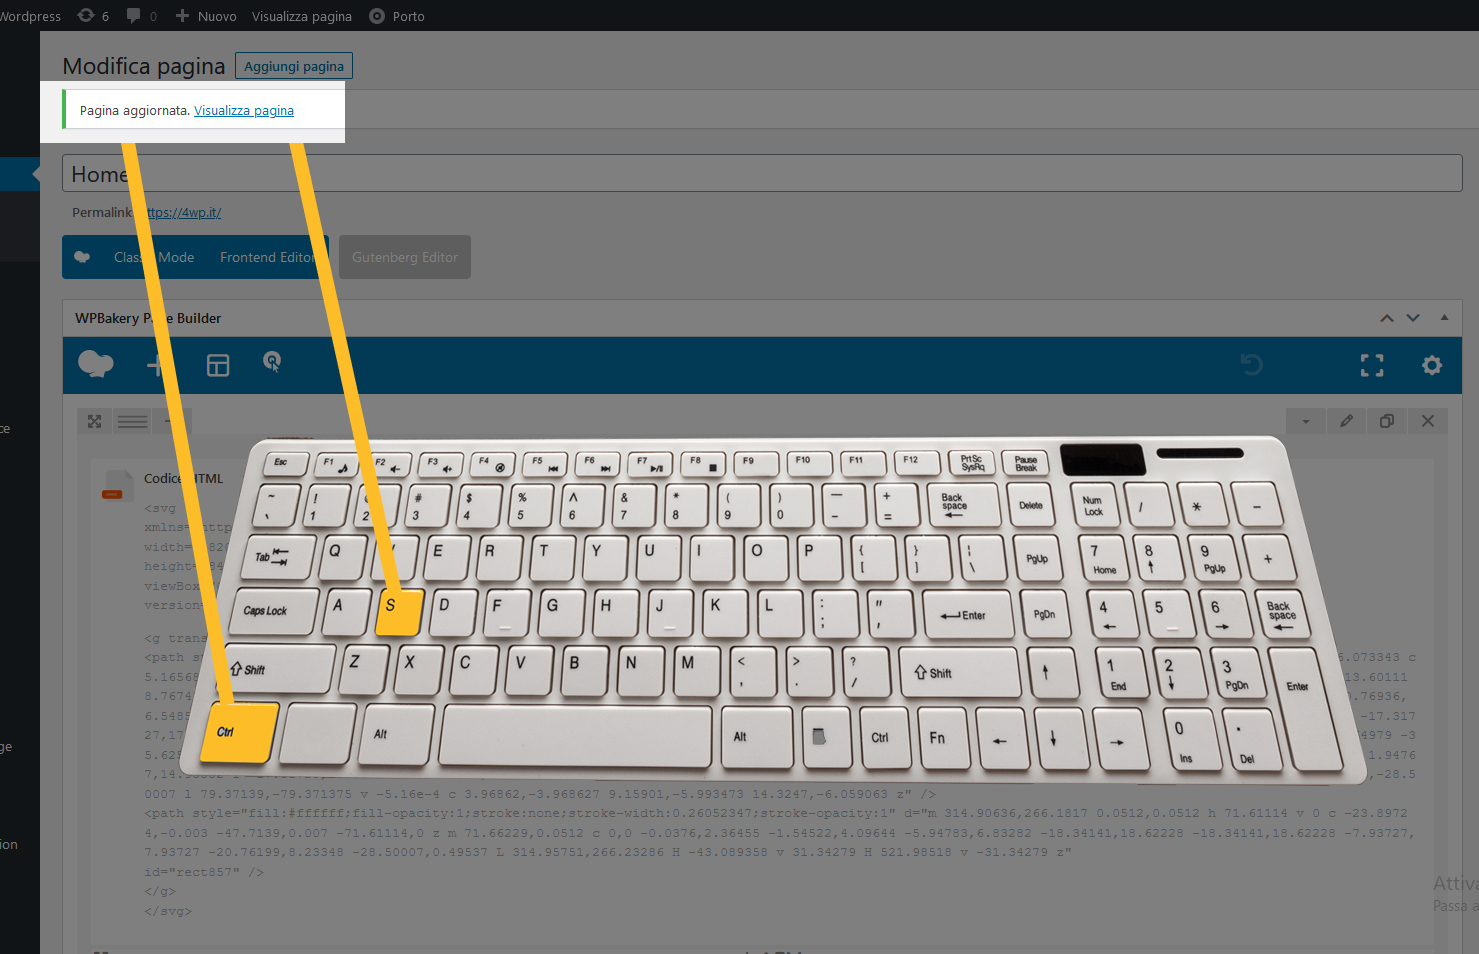 Wordpress 6 0 Nuovo Visualizza pagina Porto
Modifica pagina Aggiungi pagina
Pagina aggiornata. Visualizza pagina
Home
Permalink ttps://4wp.it/
Class Mode Frontend Editor Gutenberg Editor
WPBakery P e Builder
ce
Codice HTML
<svg
xmlns= http
width= 820
height= 84
viewBox
version=
<g trans
<path st 5.073343 c
5.16568 13.60111
8.7674 0.76936,
6.5485 -17.317
27,17 4979 -3
5.625 1.9476
,-28.5
0007 l 79.37139,-79.371375 v -5.16e-4 c 3.96862,-3.968627 9.15901,-5.993473 14.3247,-6.059063 z" />
<path style="fill:#ffffff;fill-opacity:1;stroke:none;stroke-width:0.26052347;stroke-opacity:1" d="m 314.90636,266.1817 0.0512,0.0512 h 71.61114 v 0 c -23.8972
4,-0.003 -47.7139,0.007 -71.61114,0 z m 71.66229,0.0512 c 0,0 -0.0376,2.36455 -1.54522,4.09644 -5.94783,6.83282 -18.34141,18.62228 -18.34141,18.62228 -7.93727,
7.93727 -20.76199,8.23348 -28.50007,0.49537 L 314.95751,266.23286 H -43.089358 v 31.34279 H 521.98518 v -31.34279 z"
id="rect857" />
</g>
</svg>
ge
ion
Attiva
Passa a
Esc F1 F2 F3 F4 F5 F6 F7 F8 F9 F10 F11 F12 PrtSc SysRq Pause Break
~ ` ! 1 2 # 3 $ 4 % 5 ^ 6 & 7 * 8 ( 9 ) 0 — - + = Back space Delete Num Lock / * -
Tab Q E R T Y U I O P { [ } ] ¦ \ PgUp 7 Home 8 9 PgUp +
Caps Lock A S D F G H J K L : ; " , Enter PgDn 4 5 6 Back space
Shift Z X C V B N M < , > . ? / Shift 1 End 2 3 PgDn Enter
Ctrl Alt Alt Ctrl Fn 0 Ins . Del